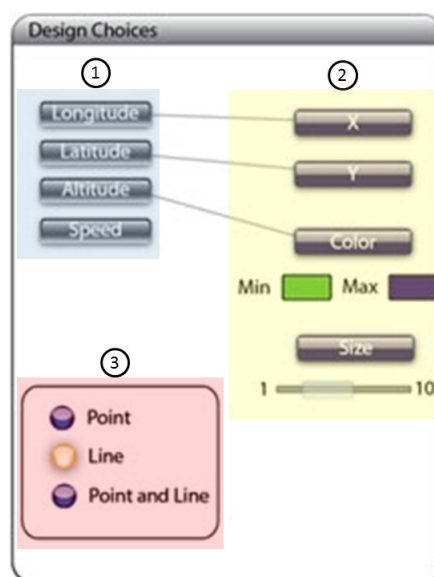 Design Choices
1
2
Longitude
Latitude
Altitude
Speed
X
Y
Color
Min Max
Size
1 10
3
Point
Line
Point and Line